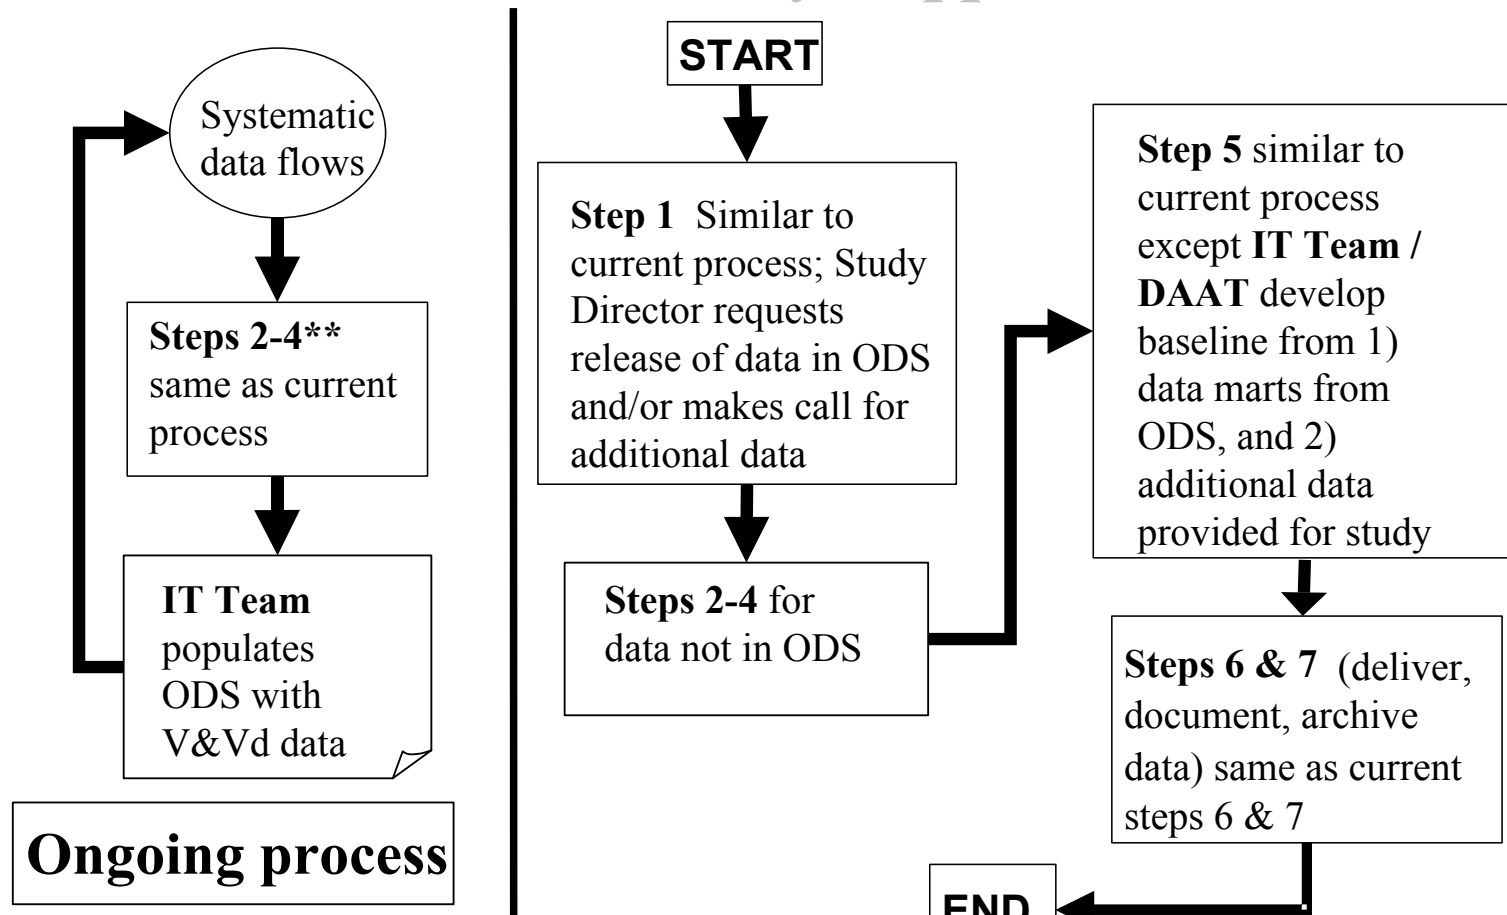 Systematic
data flows
Steps 2-4**
same as current
process
IT Team
populates
ODS with
V&Vd data
Ongoing process
START
Step 1 Similar to
current process; Study
Director requests
release of data in ODS
and/or makes call for
additional data
Steps 2-4 for
data not in ODS
Step 5 similar to
current process
except IT Team /
DAAT develop
baseline from 1)
data marts from
ODS, and 2)
additional data
provided for study
Steps 6 & 7 (deliver,
document, archive
data) same as current
steps 6 & 7
END